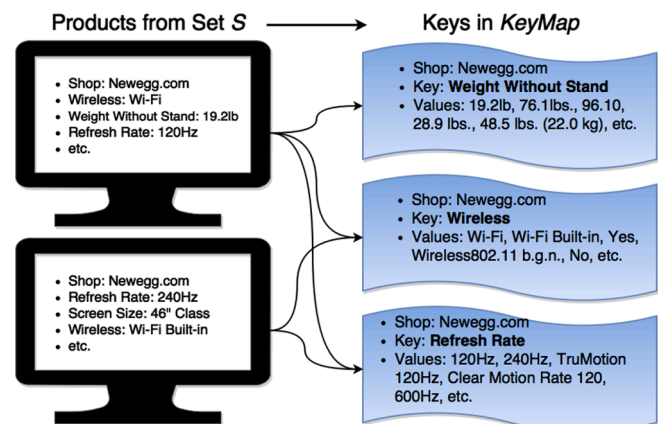 Products from Set S
Keys in KeyMap
• Shop: Newegg.com
• Wireless: Wi-Fi
• Weight Without Stand: 19.2lb
• Refresh Rate: 120Hz
• etc.
• Shop: Newegg.com
• Refresh Rate: 240Hz
• Screen Size: 46" Class
• Wireless: Wi-Fi Built-in
• etc.
• Shop: Newegg.com
• Key: Weight Without Stand
• Values: 19.2lb, 76.1lbs., 96.10,
28.9 lbs., 48.5 lbs. (22.0 kg), etc.
• Shop: Newegg.com
• Key: Wireless
• Values: Wi-Fi, Wi-Fi Built-in, Yes,
Wireless802.11 b.g.n., No, etc.
• Shop: Newegg.com
• Key: Refresh Rate
• Values: 120Hz, 240Hz, TruMotion
120Hz, Clear Motion Rate 120,
600Hz, etc.